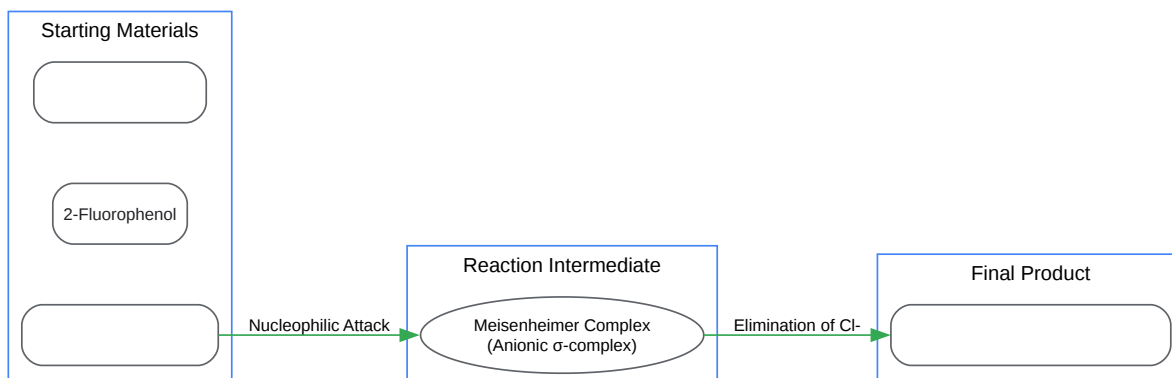 Starting Materials
2-Fluorophenol
Nucleophilic Attack
Reaction Intermediate
Meisenheimer Complex
(Anionic σ-complex)
Elimination of Cl-
Final Product